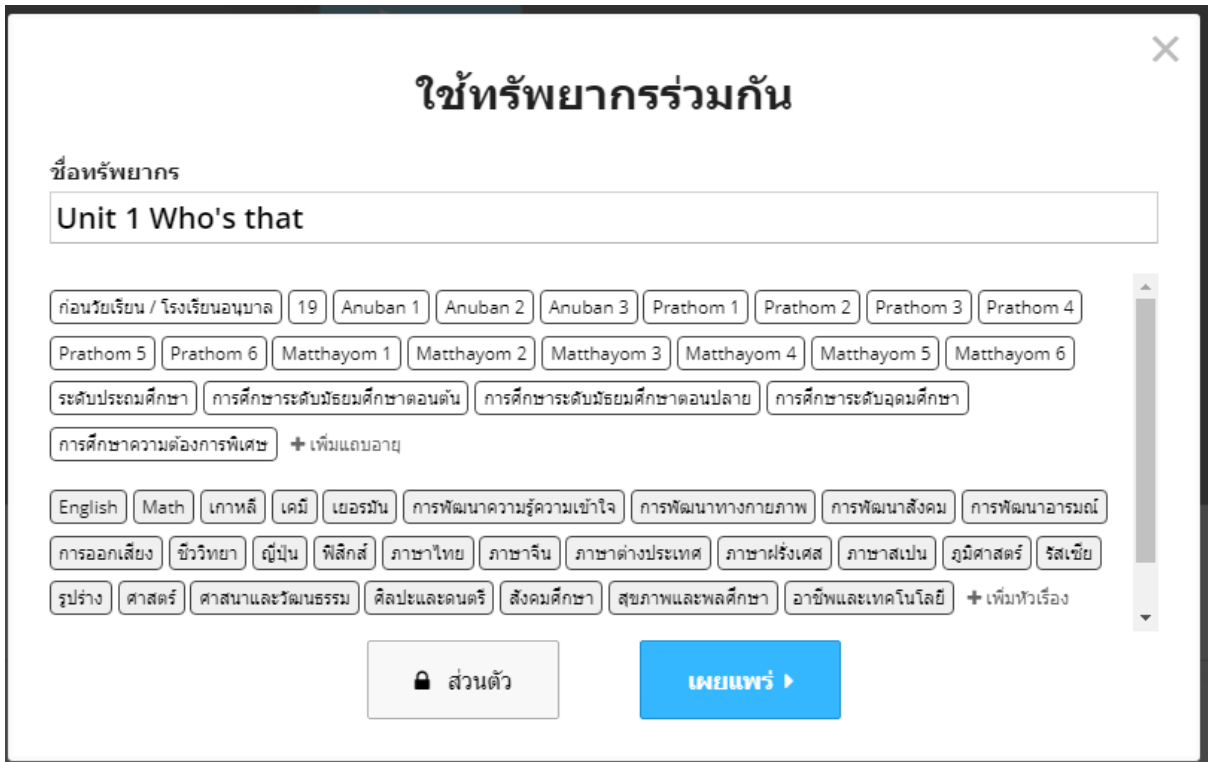 ใช้ทรัพยากรร่วมกัน
ชื่อทรัพยากร
Unit 1 Who's that
ก่อนวัยเรียน / โรงเรียนอนุบาล 19 Anuban 1 Anuban 2 Anuban 3 Prathom 1 Prathom 2 Prathom 3 Prathom 4
Prathom 5 Prathom 6 Matthayom 1 Matthayom 2 Matthayom 3 Matthayom 4 Matthayom 5 Matthayom 6
ระดับประถมศึกษา การศึกษาระดับมัธยมศึกษาตอนต้น การศึกษาระดับมัธยมศึกษาตอนปลาย การศึกษาระดับอุดมศึกษา
การศึกษาความต้องการพิเศษ + เพิ่มแถบอายุ
English Math เกาหลี เคมี เยอรมัน การพัฒนาความรู้ความเข้าใจ การพัฒนาทางกายภาพ การพัฒนาสังคม การพัฒนาอารมณ์
การออกเสียง ชีววิทยา ญี่ปุ่น ฟิสิกส์ ภาษาไทย ภาษาจีน ภาษาต่างประเทศ ภาษาฝรั่งเศส ภาษาสเปน ภูมิศาสตร์ รัสเซีย
รูปร่าง ศาสตร์ ศาสนาและวัฒนธรรม ศิลปะและดนตรี สังคมศึกษา สุขภาพและพลศึกษา อาชีพและเทคโนโลยี + เพิ่มหัวเรื่อง
ส่วนตัว เผยแพร่